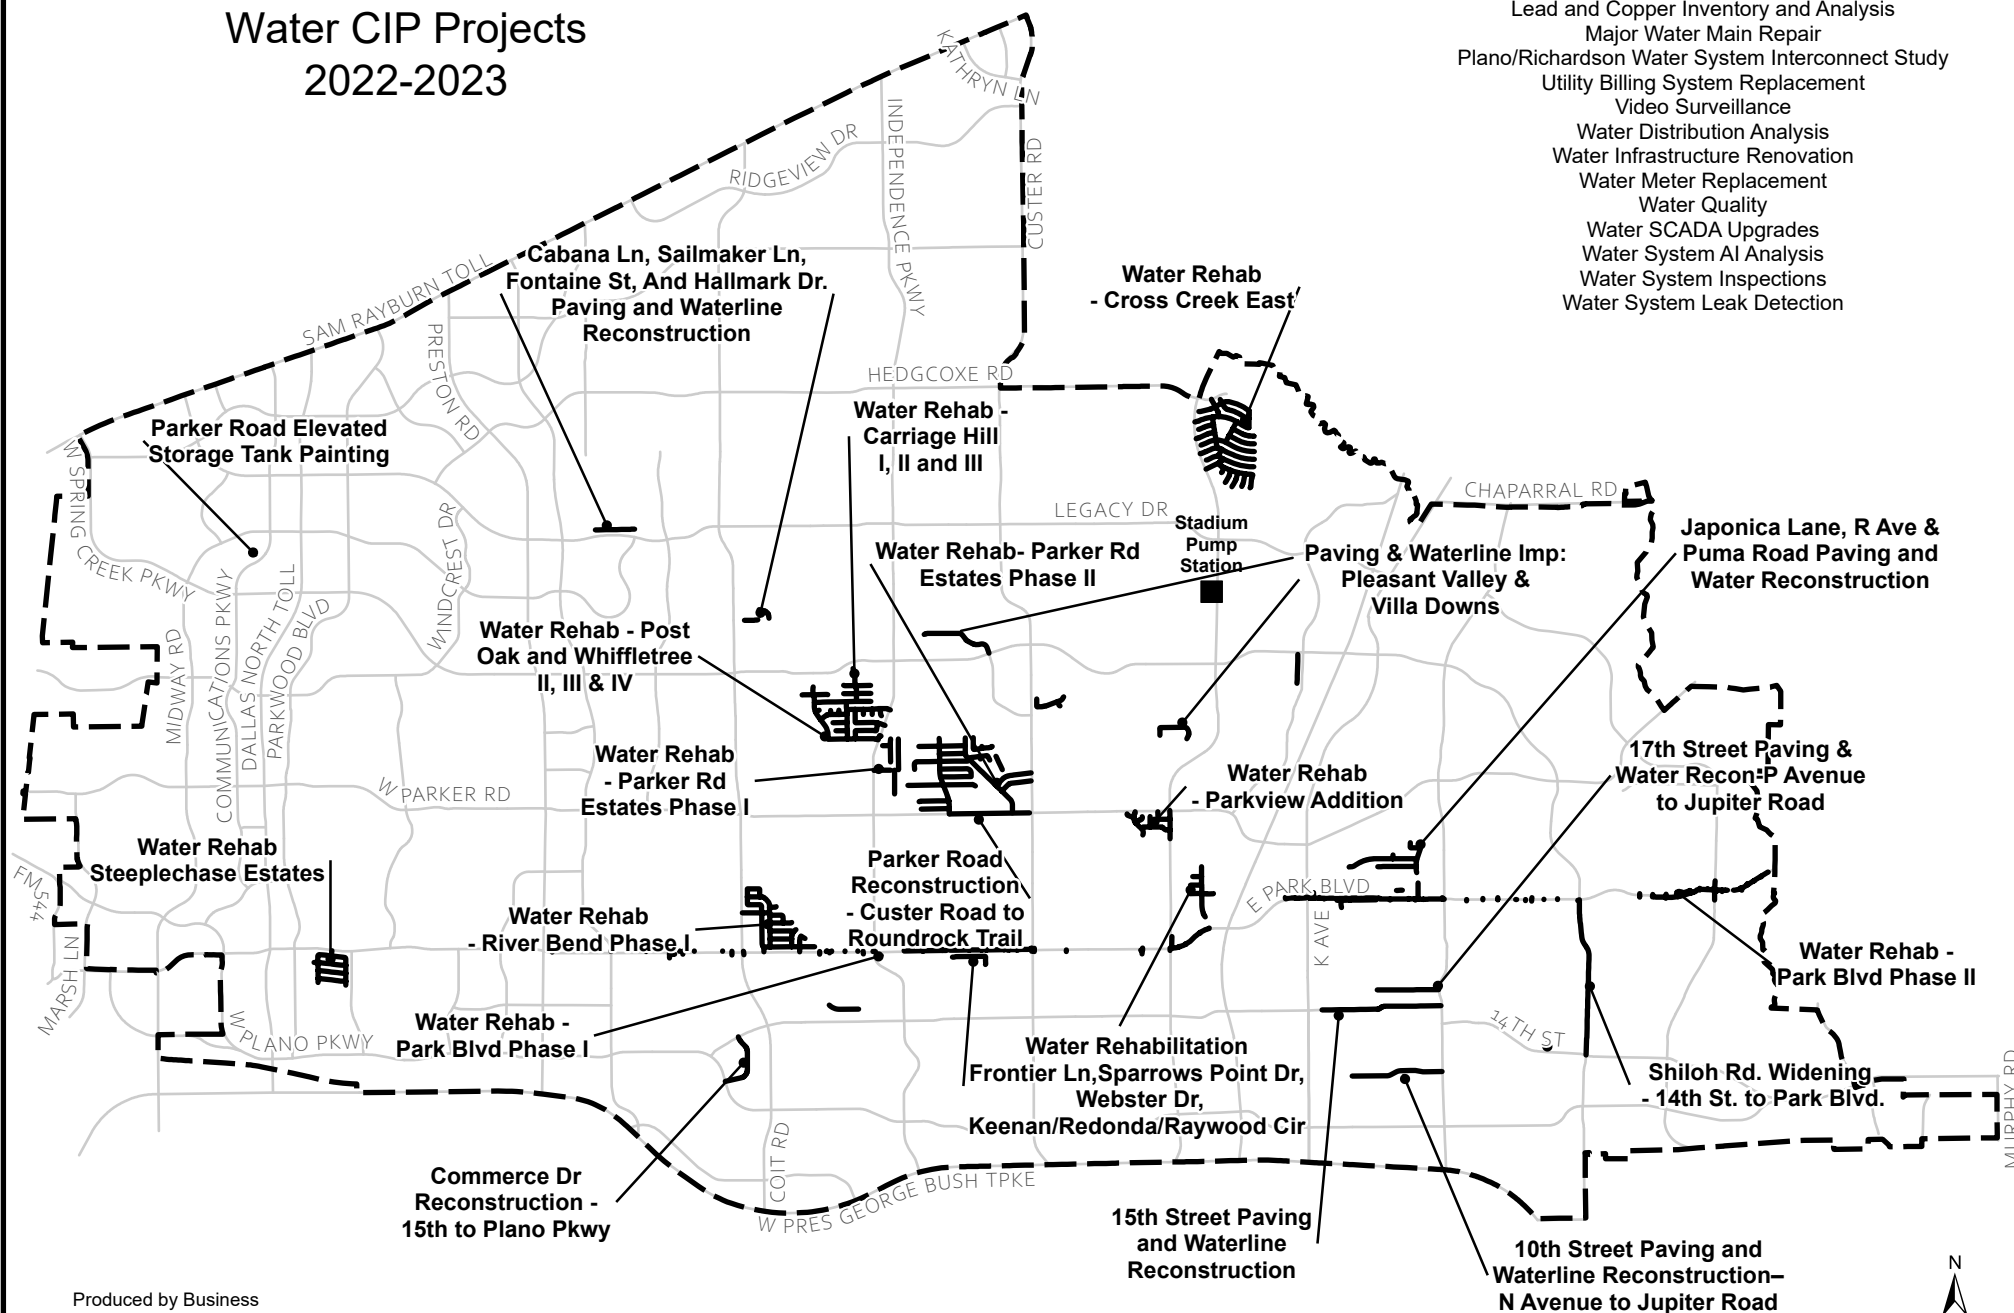 Water CIP Projects
2022-2023
Lead and Copper Inventory and Analysis
Major Water Main Repair
Plano/Richardson Water System Interconnect Study
Utility Billing System Replacement
Video Surveillance
Water Distribution Analysis
Water Infrastructure Renovation
Water Meter Replacement
Water Quality
Water SCADA Upgrades
Water System AI Analysis
Water System Inspections
Water System Leak Detection
KATHRYN LN
INDEPENDENCE PKWY
RIDGEVIEW DR
CUSTER RD
SAM RAYBURN TOLL
Cabana Ln, Sailmaker Ln,
Fontaine St, And Hallmark Dr.
Paving and Waterline
Reconstruction
Water Rehab
- Cross Creek East
PRESTON RD
HEDGCOXE RD
Water Rehab -
Carriage Hill
I, II and III
Parker Road Elevated
Storage Tank Painting
W SPRING CREEK PKWY
WINDCREST DR
LEGACY DR
CHAPARRAL RD
Stadium
Pump
Station
Water Rehab- Parker Rd
Estates Phase II
Paving & Waterline Imp:
Pleasant Valley &
Villa Downs
Japonica Lane, R Ave &
Puma Road Paving and
Water Reconstruction
MIDWAY RD
COMMUNICATIONS PKWY
DALLAS NORTH TOLL
PARKWOOD BLVD
Water Rehab - Post
Oak and Whiffletree
II, III & IV
Water Rehab
- Parker Rd
Estates Phase I
W PARKER RD
Water Rehab
- Parkview Addition
17th Street Paving &
Water Recon-P Avenue
to Jupiter Road
Water Rehab
Steeplechase Estates
FM 544
MARSH LN
Water Rehab
- River Bend Phase I
Parker Road
Reconstruction
- Custer Road to
Roundrock Trail
E PARK BLVD
K AVE
Water Rehab -
Park Blvd Phase II
W PLANO PKWY
Water Rehab -
Park Blvd Phase I
Water Rehabilitation
Frontier Ln,Sparrows Point Dr,
Webster Dr,
Keenan/Redonda/Raywood Cir
14TH ST
Shiloh Rd. Widening
- 14th St. to Park Blvd.
MURPHY RD
COIT RD
W PRES GEORGE BUSH TPKE
Commerce Dr
Reconstruction -
15th to Plano Pkwy
15th Street Paving
and Waterline
Reconstruction
10th Street Paving and
Waterline Reconstruction–
N Avenue to Jupiter Road
N
Produced by Business